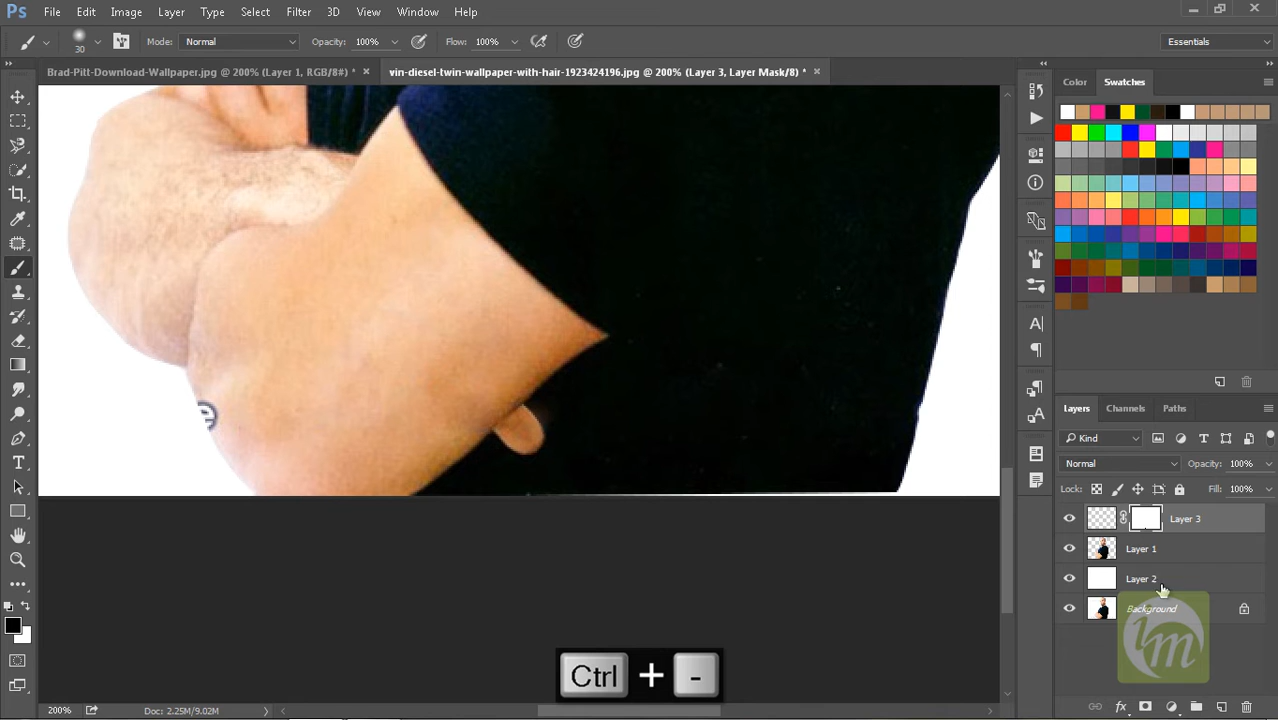 Ps File Edit Image Layer Type Select Filter 3D View Window Help
30 Mode: Normal Opacity: 100% Flow: 100% Essentials
Brad-Pitt-Download-Wallpaper.jpg @ 200% (Layer 1, RGB/8#) * vin-diesel-twin-wallpaper-with-hair-1923424196.jpg @ 200% (Layer 3, Layer Mask/8) *
Color Swatches
Layers Channels Paths
Kind
Normal Opacity: 100%
Lock: Fill: 100%
Layer 3
Layer 1
Layer 2
Background
lm
Ctrl + -
200% Doc: 2.25M/9.02M